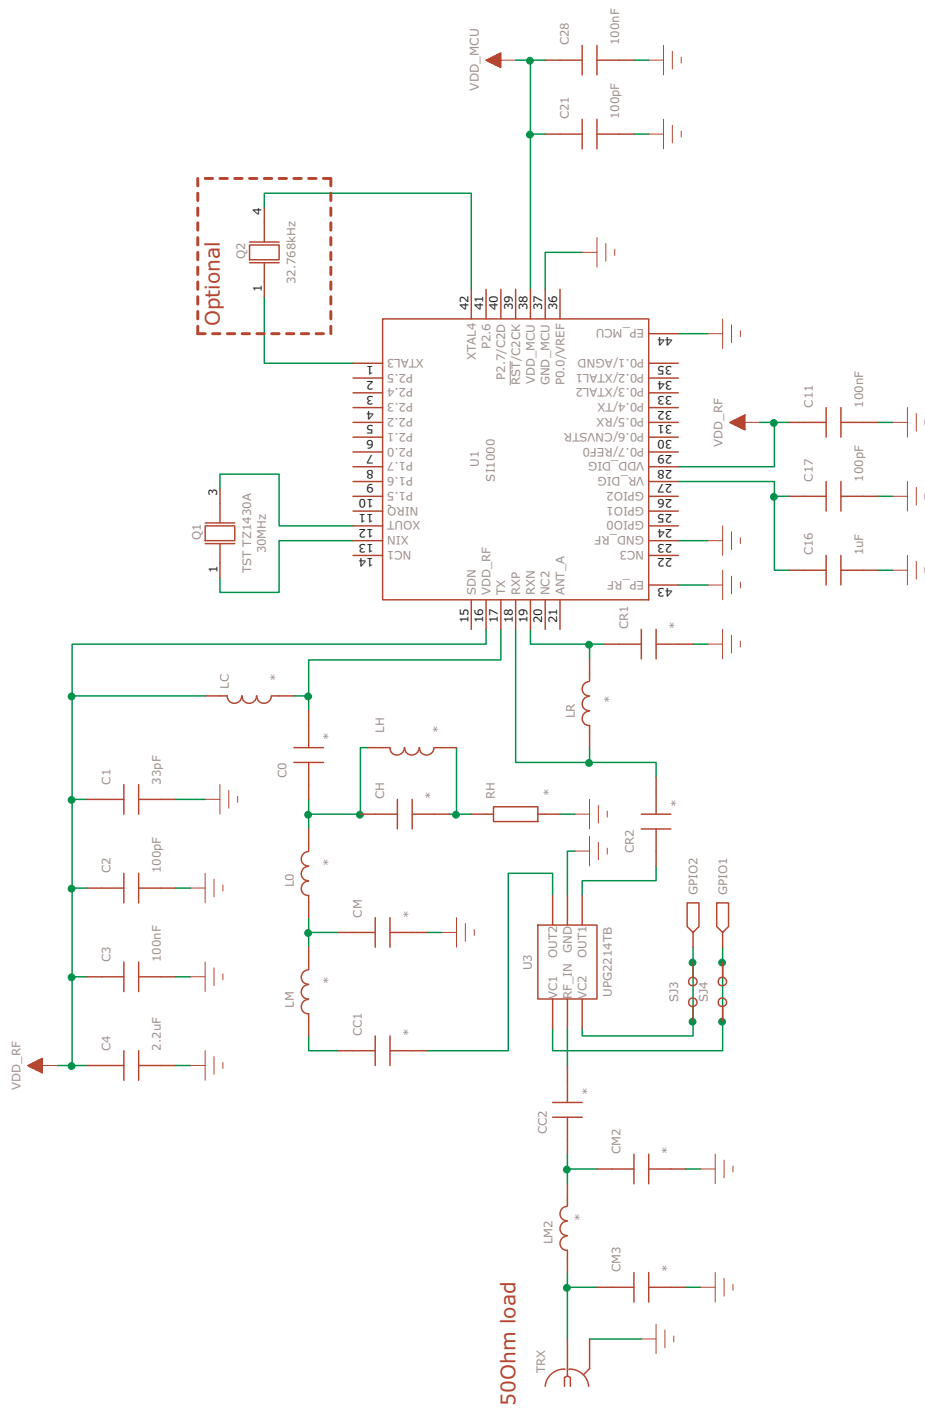 VDD_MCU
C28
100nF
C21
100pF
Optional
Q2
32.768kHz
1
4
Q1
TST TZ1430A
30MHz
1
3
U1
SI1000
42
41
40
39
38
37
36
XTAL4
P2.6
P2.7/C2D
RST/C2CK
VDD_MCU
GND_MCU
P0.0/VREF
XTAL3
P2.5
P2.4
P2.3
P2.2
P2.1
P2.0
P1.7
P1.6
P1.5
NIRQ
XOUT
XIN
NC1
1
2
3
4
5
6
7
8
9
10
11
12
13
14
EP_MCU
P0.1/AGND
P0.2/XTAL1
P0.3/XTAL2
P0.4/TX
P0.5/RX
P0.6/CNVSTR
P0.7/REF0
VDD_DIG
VR_DIG
GPIO2
GPIO1
GPIO0
GND_RF
NC3
EP_RF
44
35
34
33
32
31
30
29
28
27
26
25
24
23
22
43
SDN
VDD_RF
TX
RXP
RXN
NC2
ANT_A
15
16
17
18
19
20
21
VDD_RF
C11
100nF
C17
100pF
C16
1uF
CR1
*
LR
*
CR2
*
LC
*
C0
*
LH
*
CH
*
RH
*
L0
*
CM
*
LM
*
CC1
*
C1
33pF
C2
100pF
C3
100nF
C4
2.2uF
VDD_RF
U3
UPG2214TB
VC1
RF_IN
VC2
OUT2
GND
OUT1
GPIO2
GPIO1
SJ3
SJ4
CC2
*
CM2
*
LM2
*
CM3
*
50Ohm load
TRX